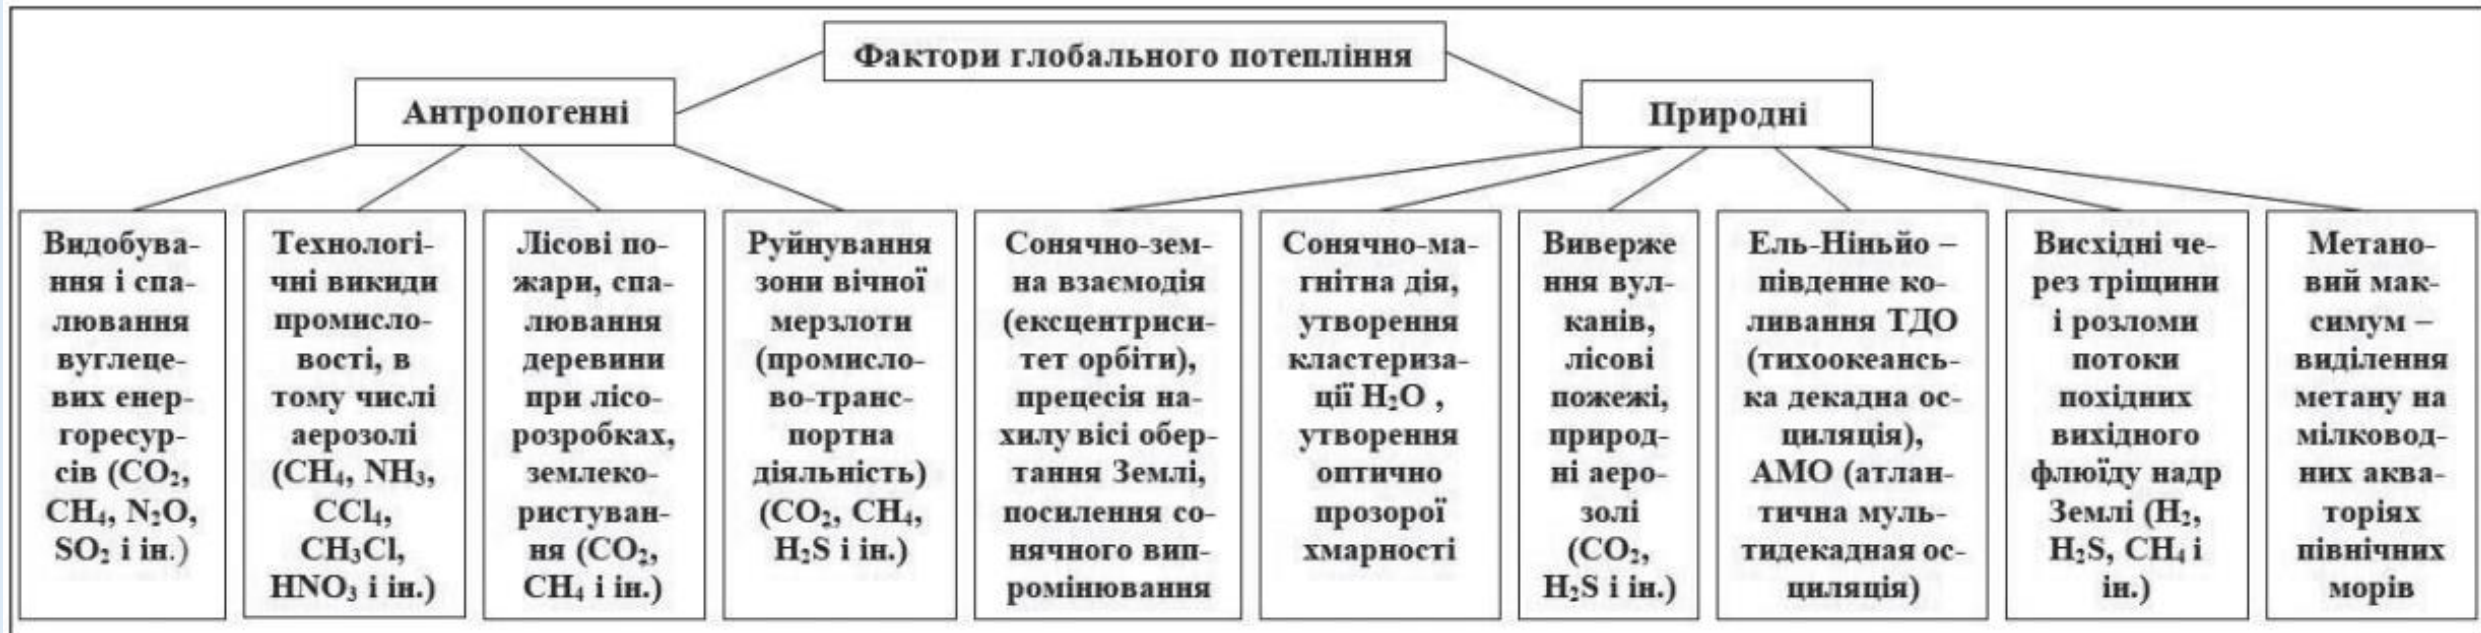 Фактори глобального потепління
Антропогенні
Природні
Видобува-
ння і спа-
лювання
вуглеце-
вих енер-
горесур-
сів (CO₂,
CH₄, N₂O,
SO₂ і ін.)
Технологі-
чні викиди
промисло-
вості, в
тому числі
аерозолі
(CH₄, NH₃,
CCl₄,
CH₃Cl,
HNO₃ і ін.)
Лісові по-
жари, спа-
лювання
деревини
при лісо-
розробках,
землеко-
ристуван-
ня (CO₂,
CH₄ і ін.)
Руйнування
зони вічної
мерзлоти
(промисло-
во-транс-
портна
діяльність)
(CO₂, CH₄,
H₂S і ін.)
Сонячно-зем-
на взаємодія
(ексцентриси-
тет орбіти),
прецесія на-
хилу вісі обер-
тання Землі,
посилення со-
нячного вип-
ромінювання
Сонячно-ма-
гнітна дія,
утворення
кластериза-
ції H₂O ,
утворення
оптично
прозорої
хмарності
Виверже
ння вул-
канів,
лісові
пожежі,
природ-
ні аеро-
золі
(CO₂,
H₂S і ін.)
Ель-Ніньйо –
південне ко-
ливання ТДО
(тихоокеансь-
ка декадна ос-
циляція),
АМО (атлан-
тична муль-
тидекадная ос-
циляція)
Висхідні че-
рез тріщини
і розломи
потоки
похідних
вихідного
флюїду надр
Землі (H₂,
H₂S, CH₄ і
ін.)
Метано-
вий мак-
симум –
виділення
метану на
мілковод-
них аква-
торіях
північних
морів